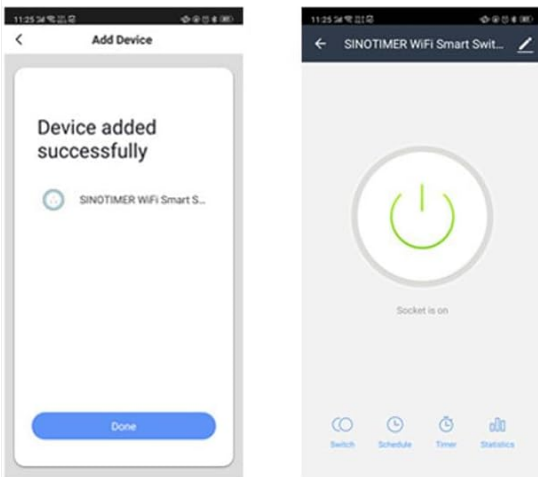 11:25
Add Device
Device added
successfully
SINOTIMER WiFi Smart S...
Done
11:25
SINOTIMER WiFi Smart Swit...
Socket is on
Switch Schedule Timer Statistics